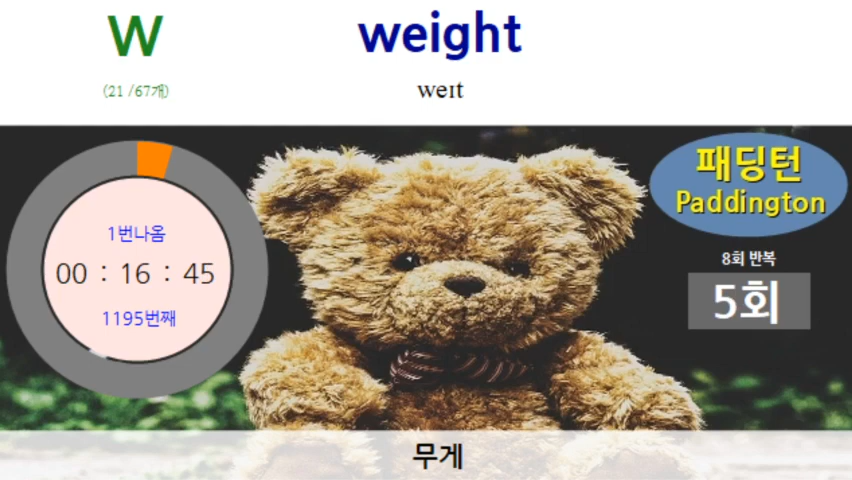 W
(21 /67개)
weight
weɪt
1번나옴
00 : 16 : 45
1195번째
패딩턴
Paddington
8회 반복
5회
무게